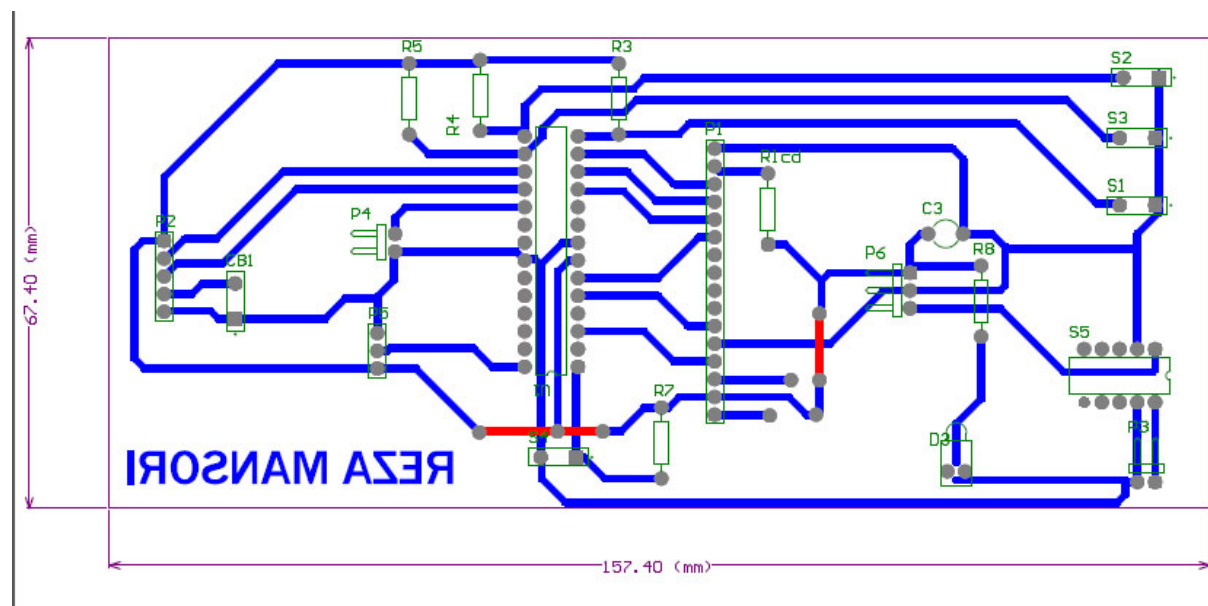 R5
R3
S2
R4
S3
P1
R1cd
S1
P2
P4
C3
CB1
P6
R8
67.40 (mm)
P5
S5
R7
P3
D3
REZA MANSORI
157.40 (mm)